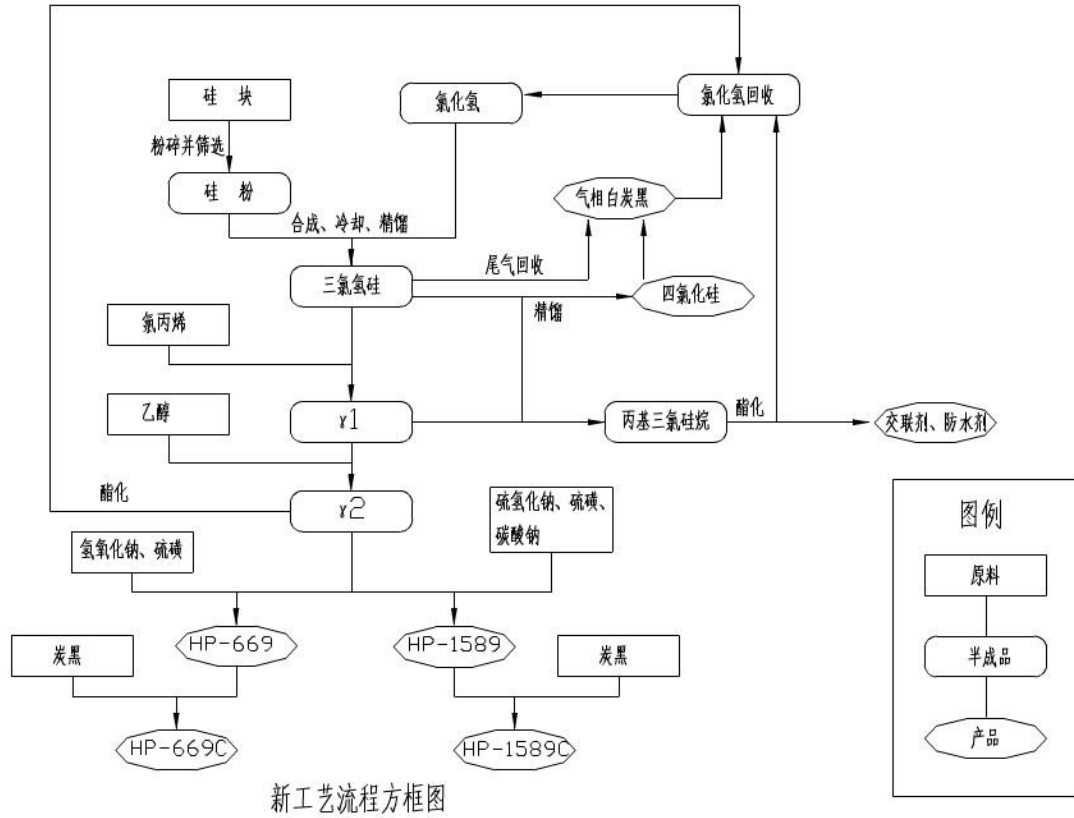 硅 块
氯化氢
氯化氢回收
粉碎并筛选
硅 粉
气相白炭黑
合成、冷却、精馏
三氯氢硅
尾气回收
四氯化硅
精馏
氯丙烯
乙醇
γ1
丙基三氯硅烷
酯化
交联剂、防水剂
酯化
γ2
硫氢化钠、硫磺、
碳酸钠
氢氧化钠、硫磺
HP-669
HP-1589
炭黑
炭黑
HP-669C
HP-1589C
图例
原料
半成品
产品
新工艺流程方框图